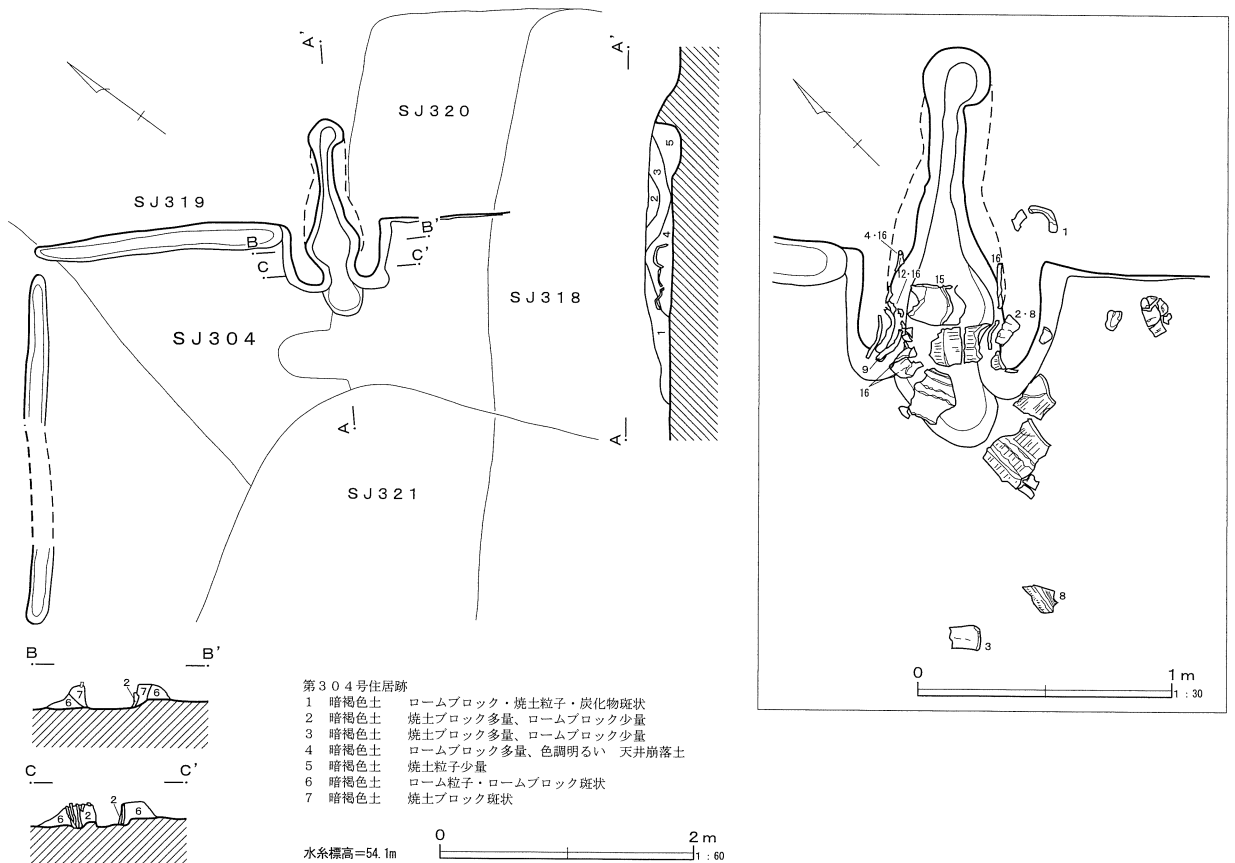 A'
A'
SJ320
5
3
2
4
1
SJ319
B
B'
C
C'
SJ318
SJ304
A
A
SJ321
1
4・16
16
12・16
15
2・8
9
16
8
3
0 1m
1：30
B B'
7 2 7 6
6
C C'
2
6 2 6
第304号住居跡
1 暗褐色土 ロームブロック・焼土粒子・炭化物斑状
2 暗褐色土 焼土ブロック多量、ロームブロック少量
3 暗褐色土 焼土ブロック多量、ロームブロック少量
4 暗褐色土 ロームブロック多量、色調明るい 天井崩落土
5 暗褐色土 焼土粒子少量
6 暗褐色土 ローム粒子・ロームブロック斑状
7 暗褐色土 焼土ブロック斑状
水糸標高＝54.1m
0 2m
1：60